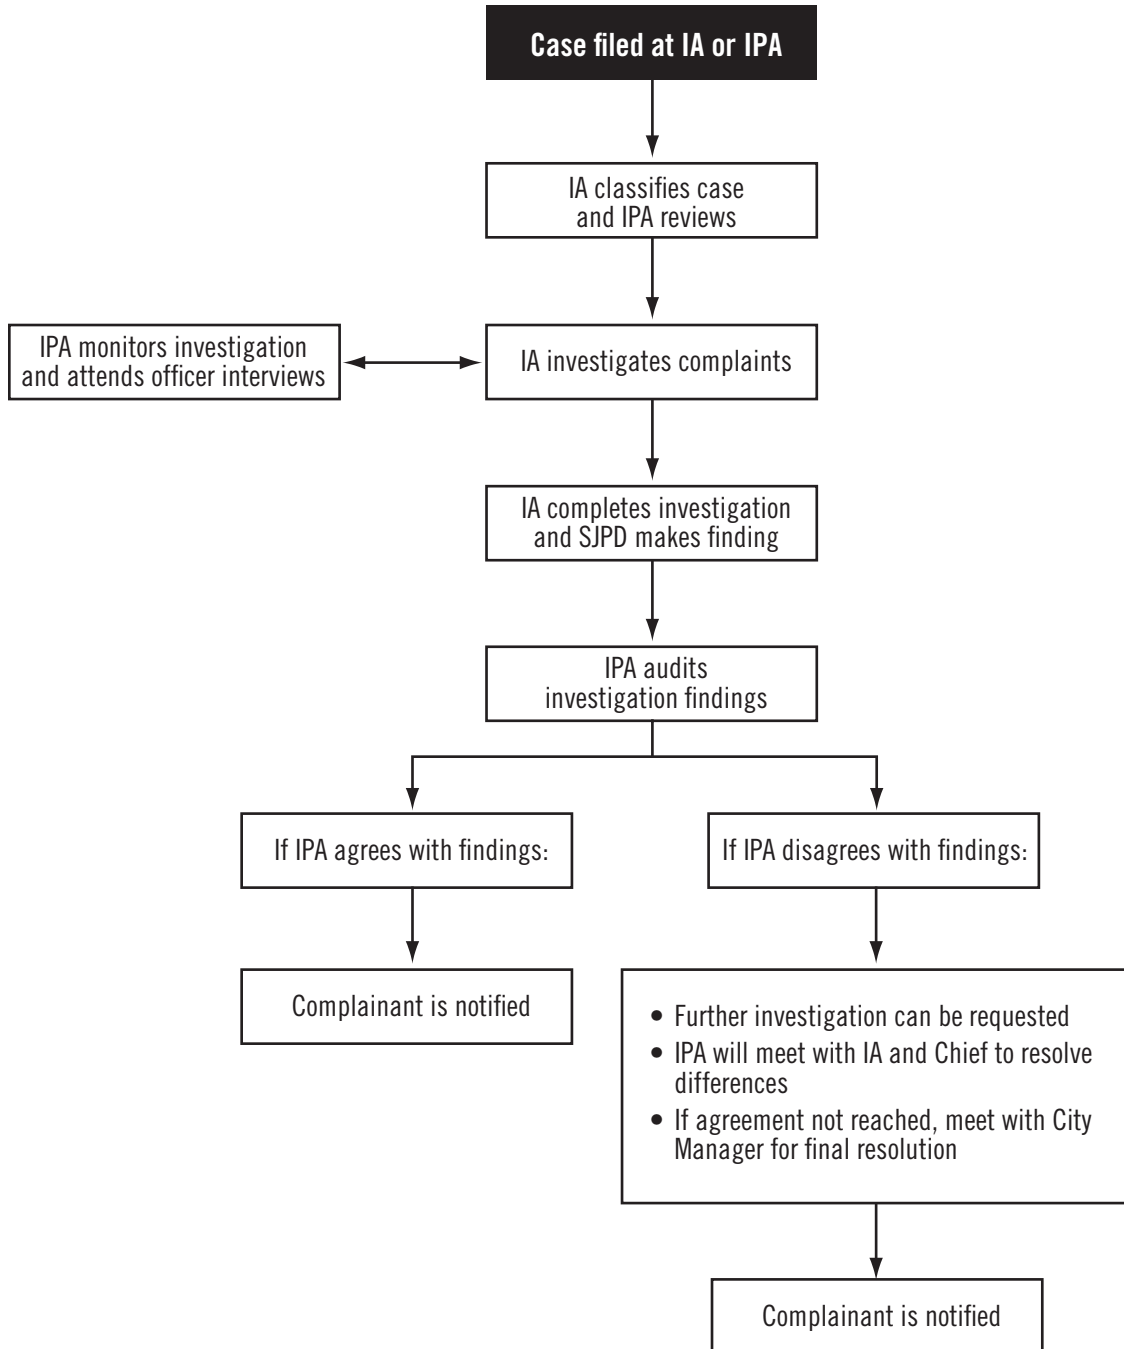 Case filed at IA or IPA
IA classifies case
and IPA reviews
IPA monitors investigation
and attends officer interviews
IA investigates complaints
IA completes investigation
and SJPD makes finding
IPA audits
investigation findings
If IPA agrees with findings:
If IPA disagrees with findings:
Complainant is notified
• Further investigation can be requested
• IPA will meet with IA and Chief to resolve
differences
• If agreement not reached, meet with City
Manager for final resolution
Complainant is notified